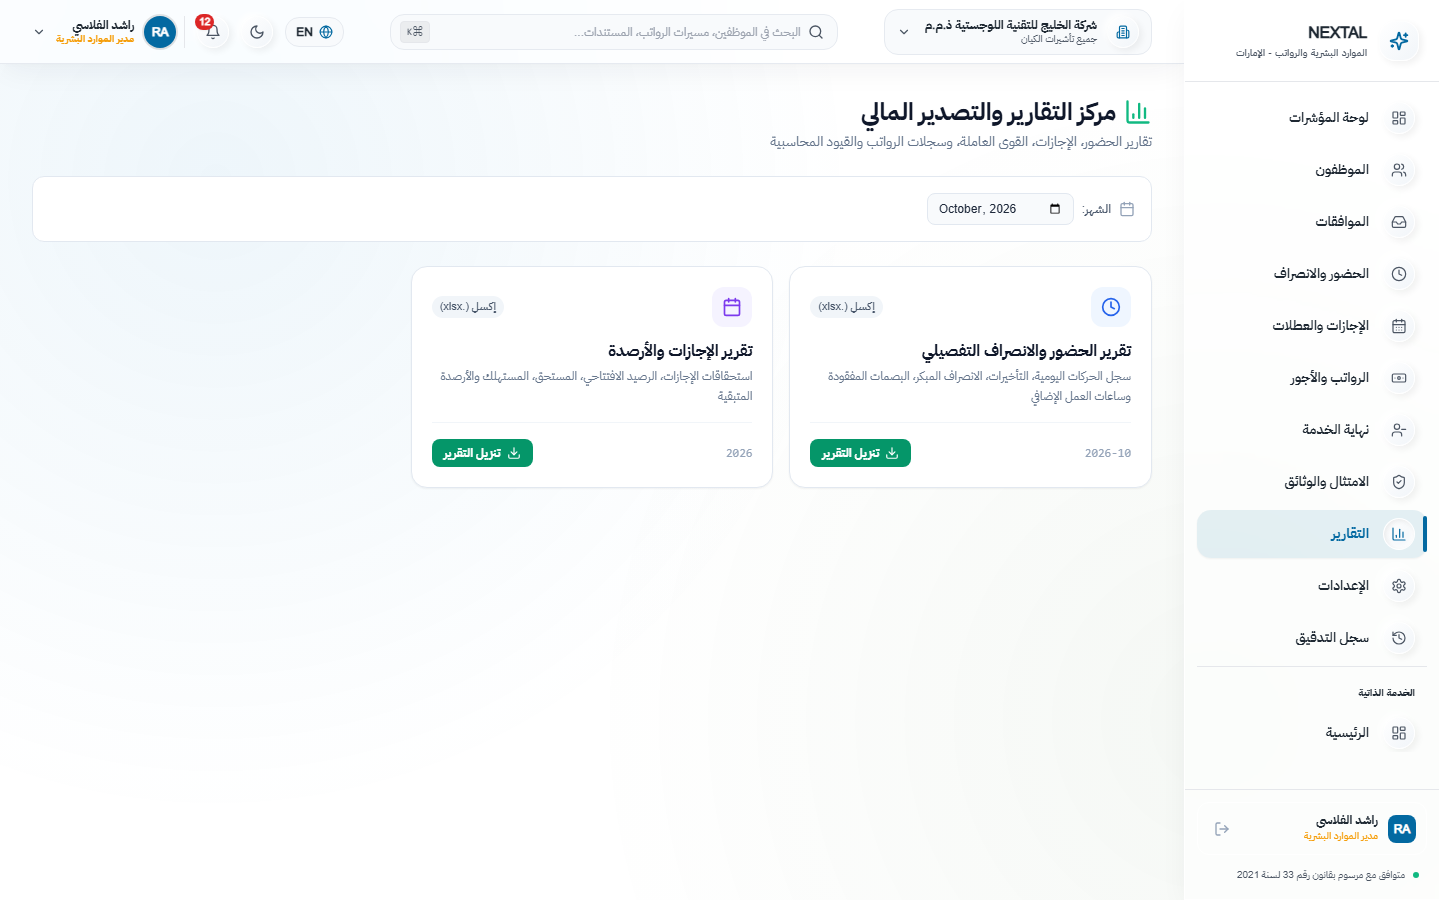 NEXTAL
الموارد البشرية والرواتب - الإمارات
لوحة المؤشرات
الموظفون
الموافقات
الحضور والانصراف
الإجازات والعطلات
الرواتب والأجور
نهاية الخدمة
الامتثال والوثائق
التقارير
الإعدادات
سجل التدقيق
الخدمة الذاتية
الرئيسية
RA
راشد الفلاسي
مدير الموارد البشرية
متوافق مع مرسوم بقانون رقم 33 لسنة 2021
شركة الخليج للتقنية اللوجستية ذ.م.م
جميع تأشيرات الكيان
البحث في الموظفين، مسيرات الرواتب، المستندات...
⌘K
EN
12
RA
راشد الفلاسي
مدير الموارد البشرية
مركز التقارير والتصدير المالي
تقارير الحضور، الإجازات، القوى العاملة، وسجلات الرواتب والقيود المحاسبية
الشهر:
October, 2026
إكسل (.xlsx)
تقرير الحضور والانصراف التفصيلي
سجل الحركات اليومية، التأخيرات، الانصراف المبكر، البصمات المفقودة
وساعات العمل الإضافي
2026-10
تنزيل التقرير
إكسل (.xlsx)
تقرير الإجازات والأرصدة
استحقاقات الإجازات، الرصيد الافتتاحي، المستحق، المستهلك والأرصدة
المتبقية
2026
تنزيل التقرير